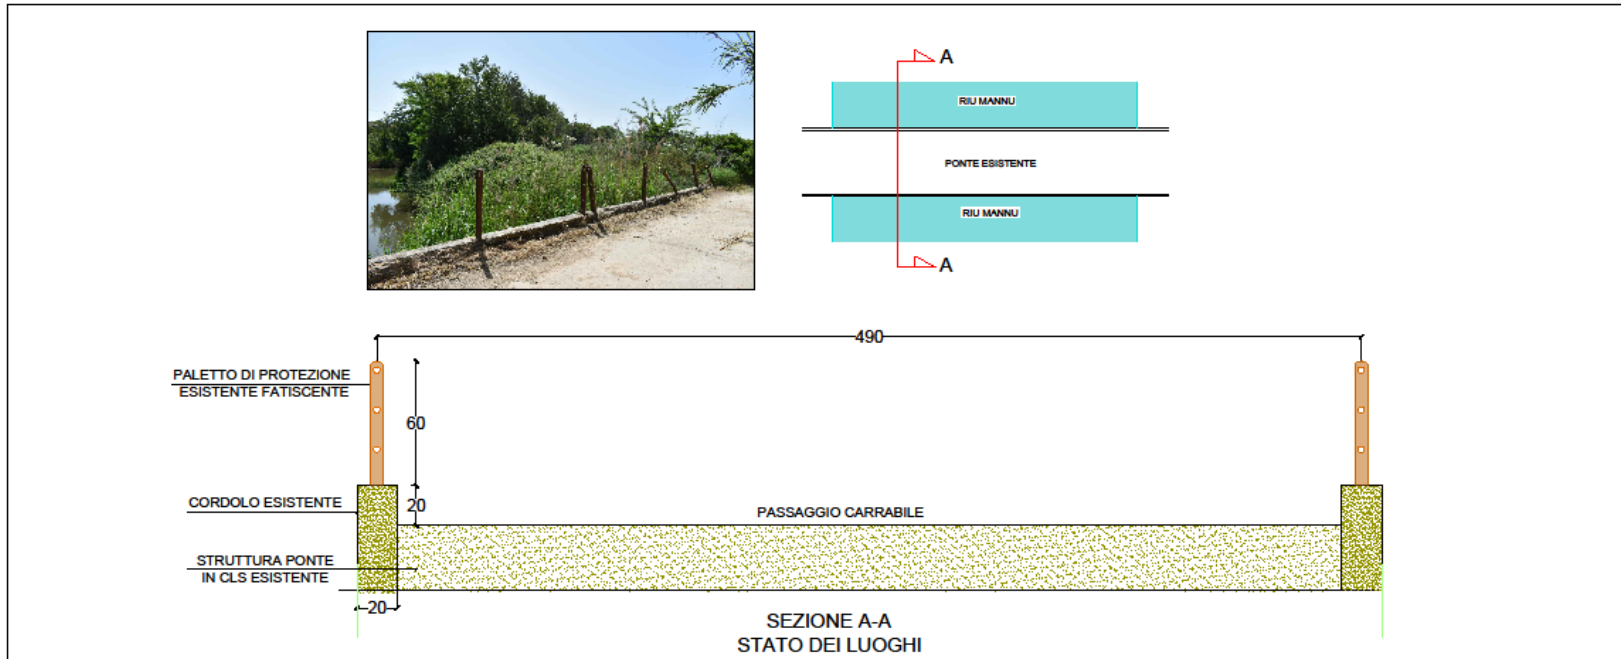 A
RIU MANNU
PONTE ESISTENTE
RIU MANNU
A
490
PALETTO DI PROTEZIONE
ESISTENTE FATISCENTE
60
CORDOLO ESISTENTE
20
PASSAGGIO CARRABILE
STRUTTURA PONTE
IN CLS ESISTENTE
20
SEZIONE A-A
STATO DEI LUOGHI